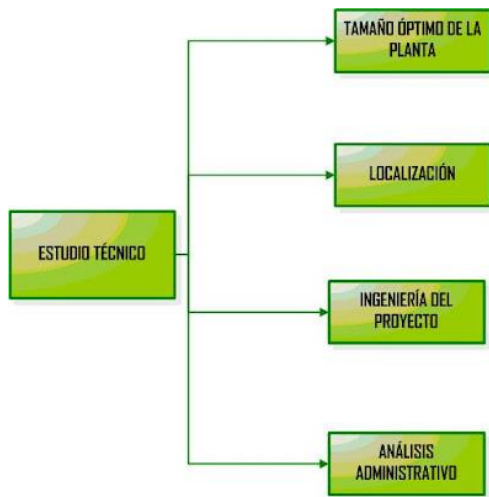 TAMAÑO ÓPTIMO DE LA
PLANTA
LOCALIZACIÓN
ESTUDIO TÉCNICO
INGENIERÍA DEL
PROYECTO
ANÁLISIS
ADMINISTRATIVO